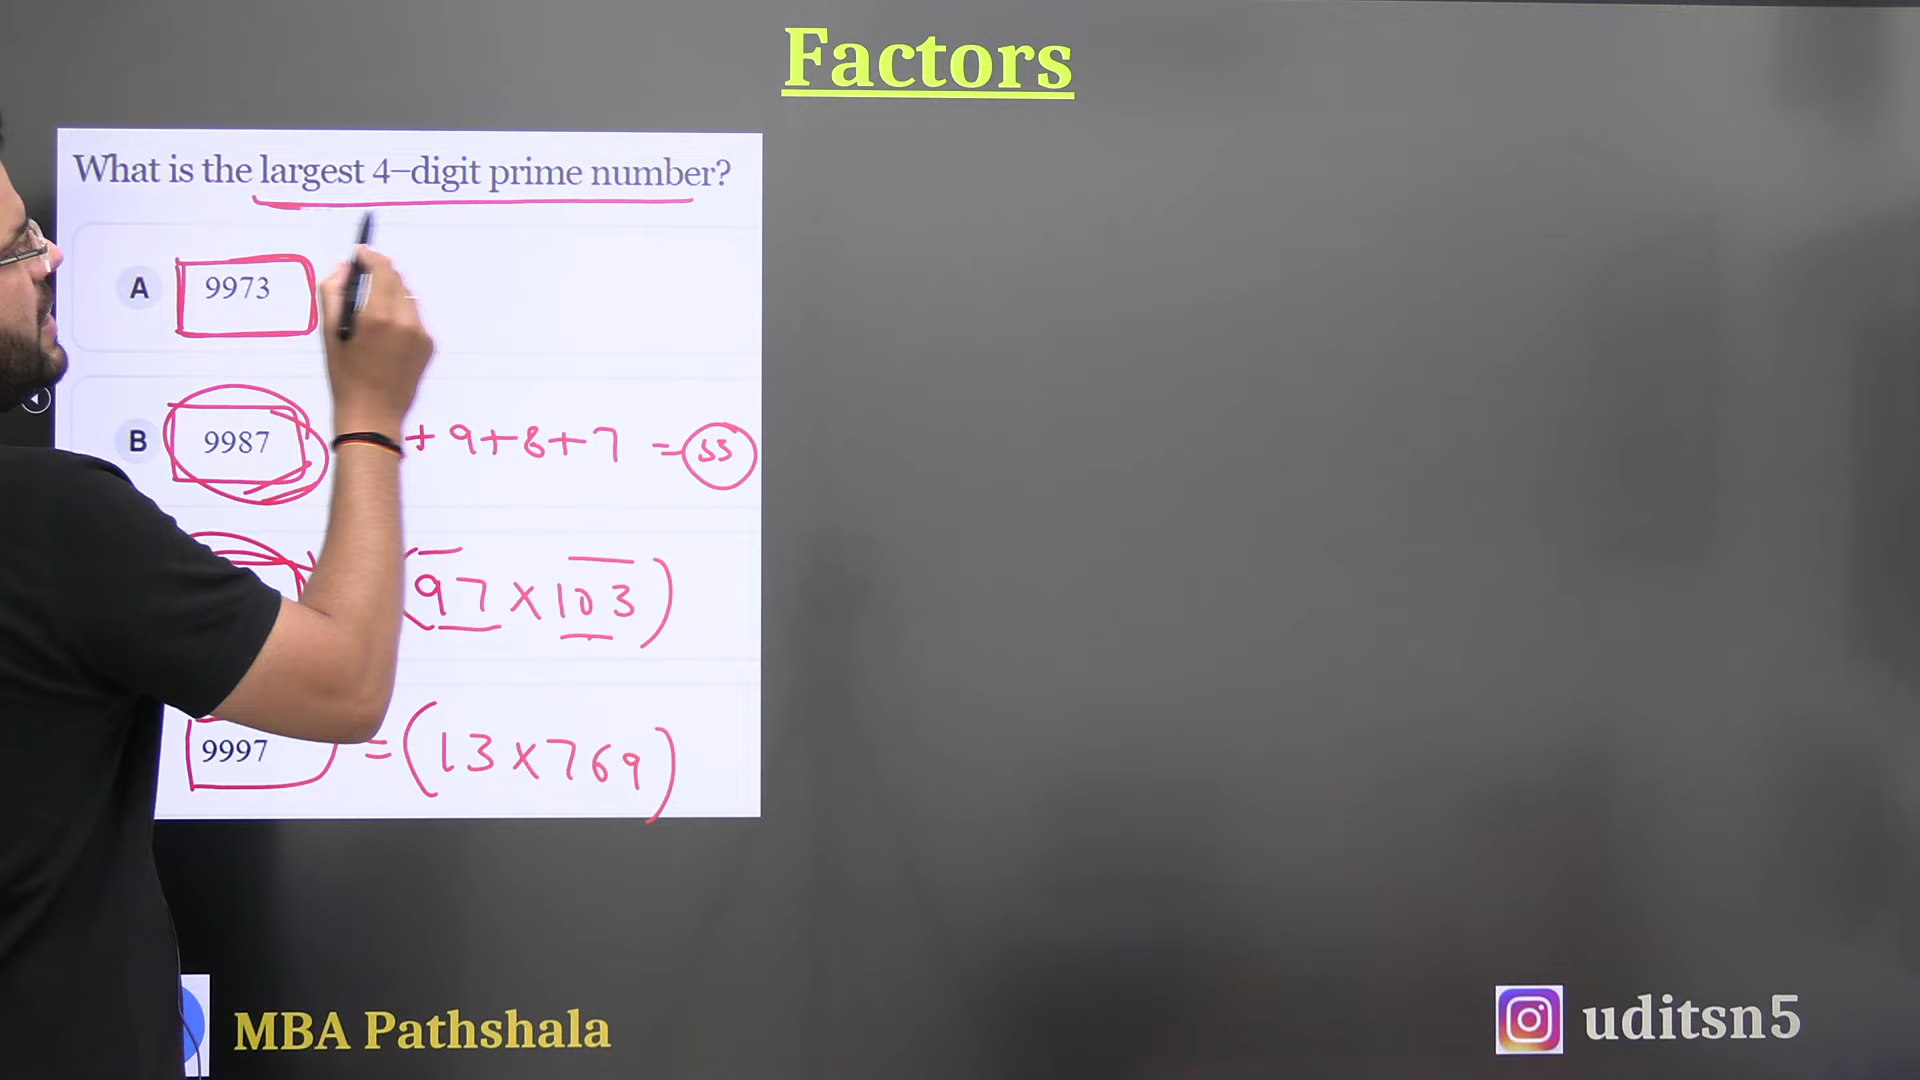 Factors
What is the largest 4–digit prime number?
A 9973
B 9987 + 9 + 8 + 7 = 33
(97 × 103)
9997 = (13 × 769)
MBA Pathshala
uditsn5